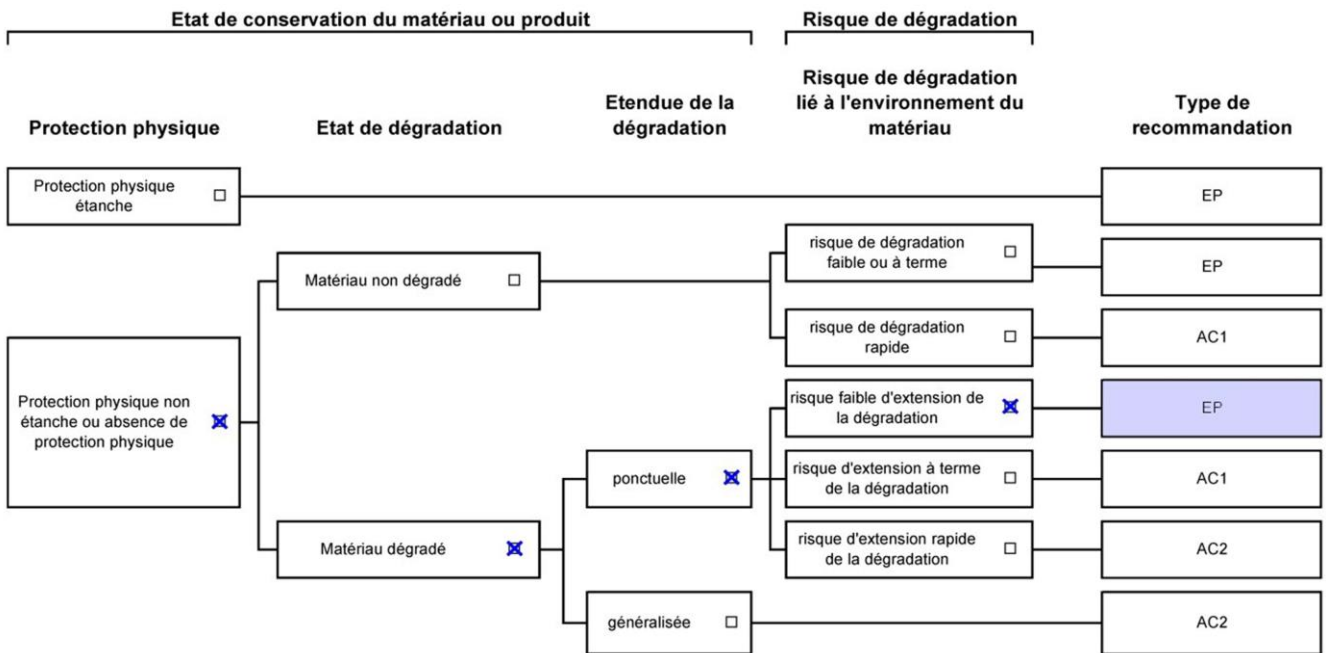 Etat de conservation du matériau ou produit
Risque de dégradation
Protection physique
Etat de dégradation
Etendue de la
dégradation
Risque de dégradation
lié à l'environnement du
matériau
Type de
recommandation
Protection physique
étanche
EP
Matériau non dégradé
risque de dégradation
faible ou à terme
EP
risque de dégradation
rapide
AC1
Protection physique non
étanche ou absence de
protection physique
risque faible d'extension de
la dégradation
EP
ponctuelle
risque d'extension à terme
de la dégradation
AC1
Matériau dégradé
risque d'extension rapide
de la dégradation
AC2
généralisée
AC2